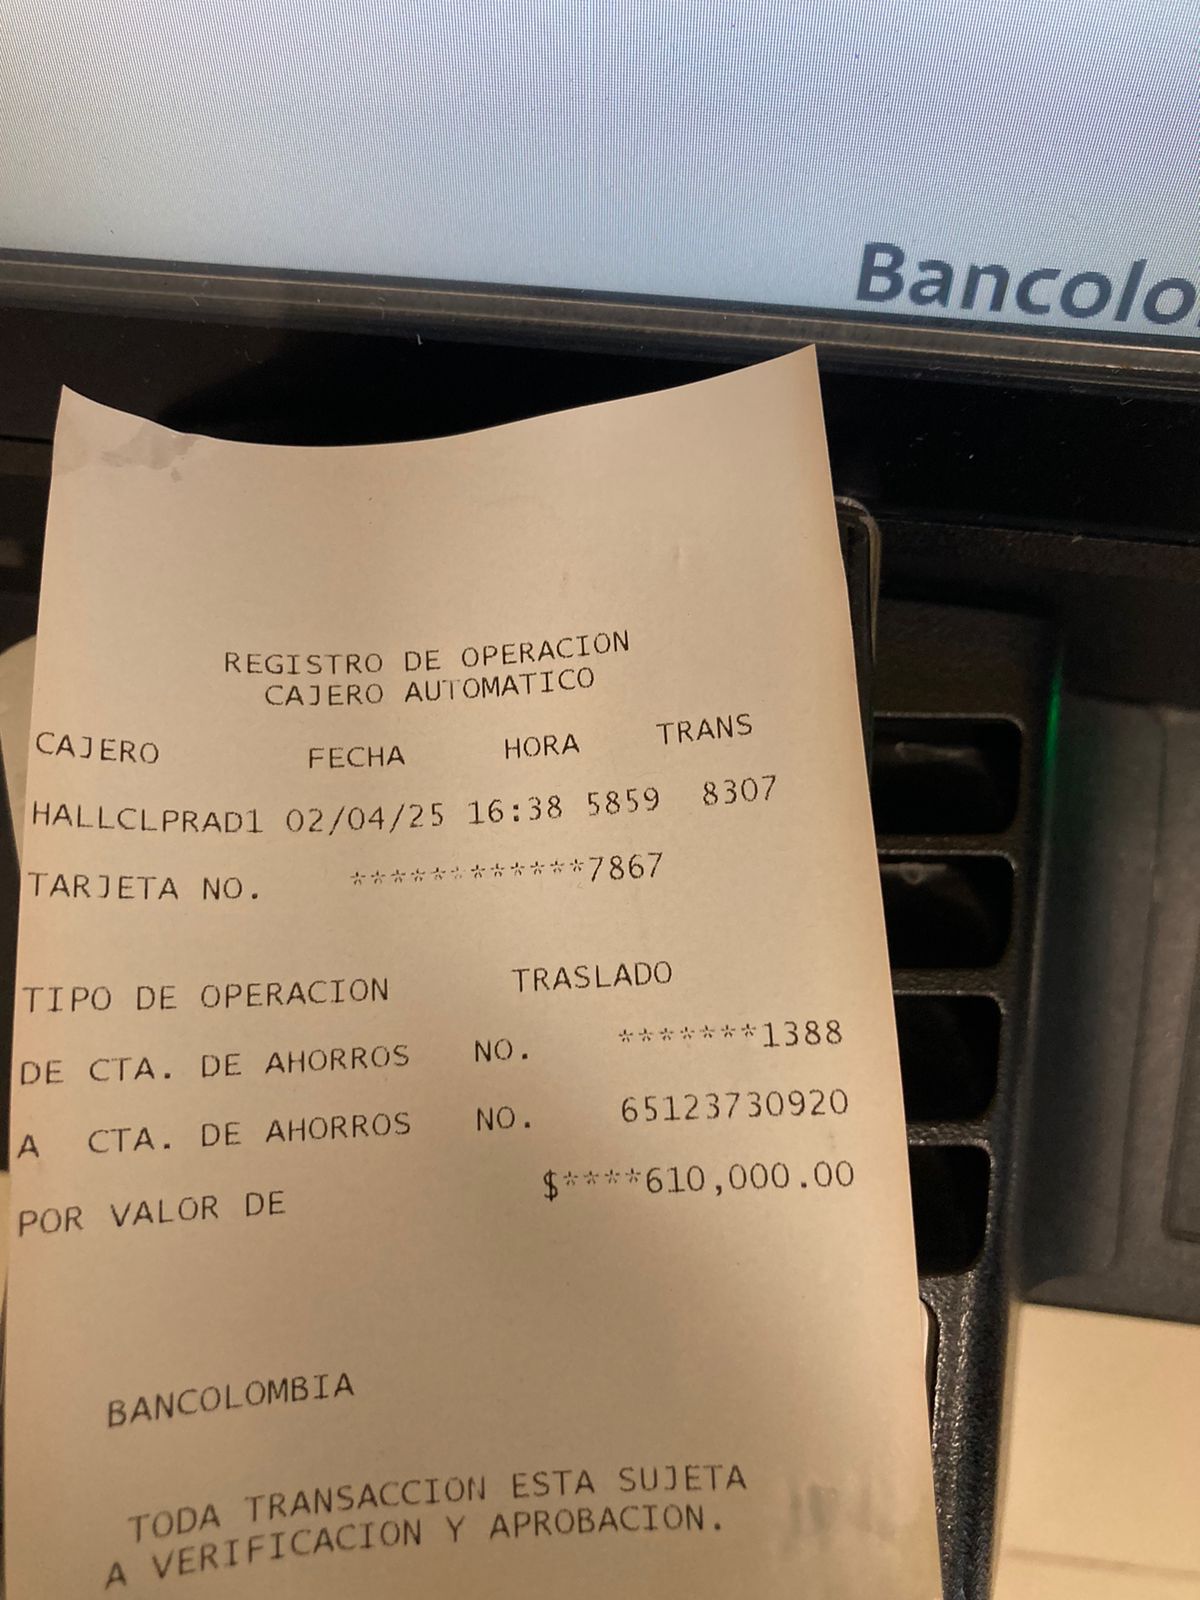 Bancolo
REGISTRO DE OPERACION
CAJERO AUTOMATICO
CAJERO FECHA HORA TRANS
HALLCLPRAD1 02/04/25 16:38 5859 8307
TARJETA NO. ************7867
TIPO DE OPERACION TRASLADO
DE CTA. DE AHORROS NO. *******1388
A CTA. DE AHORROS NO. 65123730920
POR VALOR DE $****610,000.00
BANCOLOMBIA
TODA TRANSACCION ESTA SUJETA
A VERIFICACION Y APROBACION.